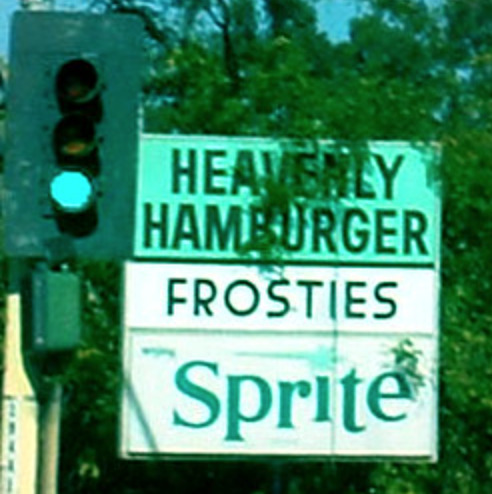 HEAVENLY
HAMBURGER
FROSTIES
Sprite